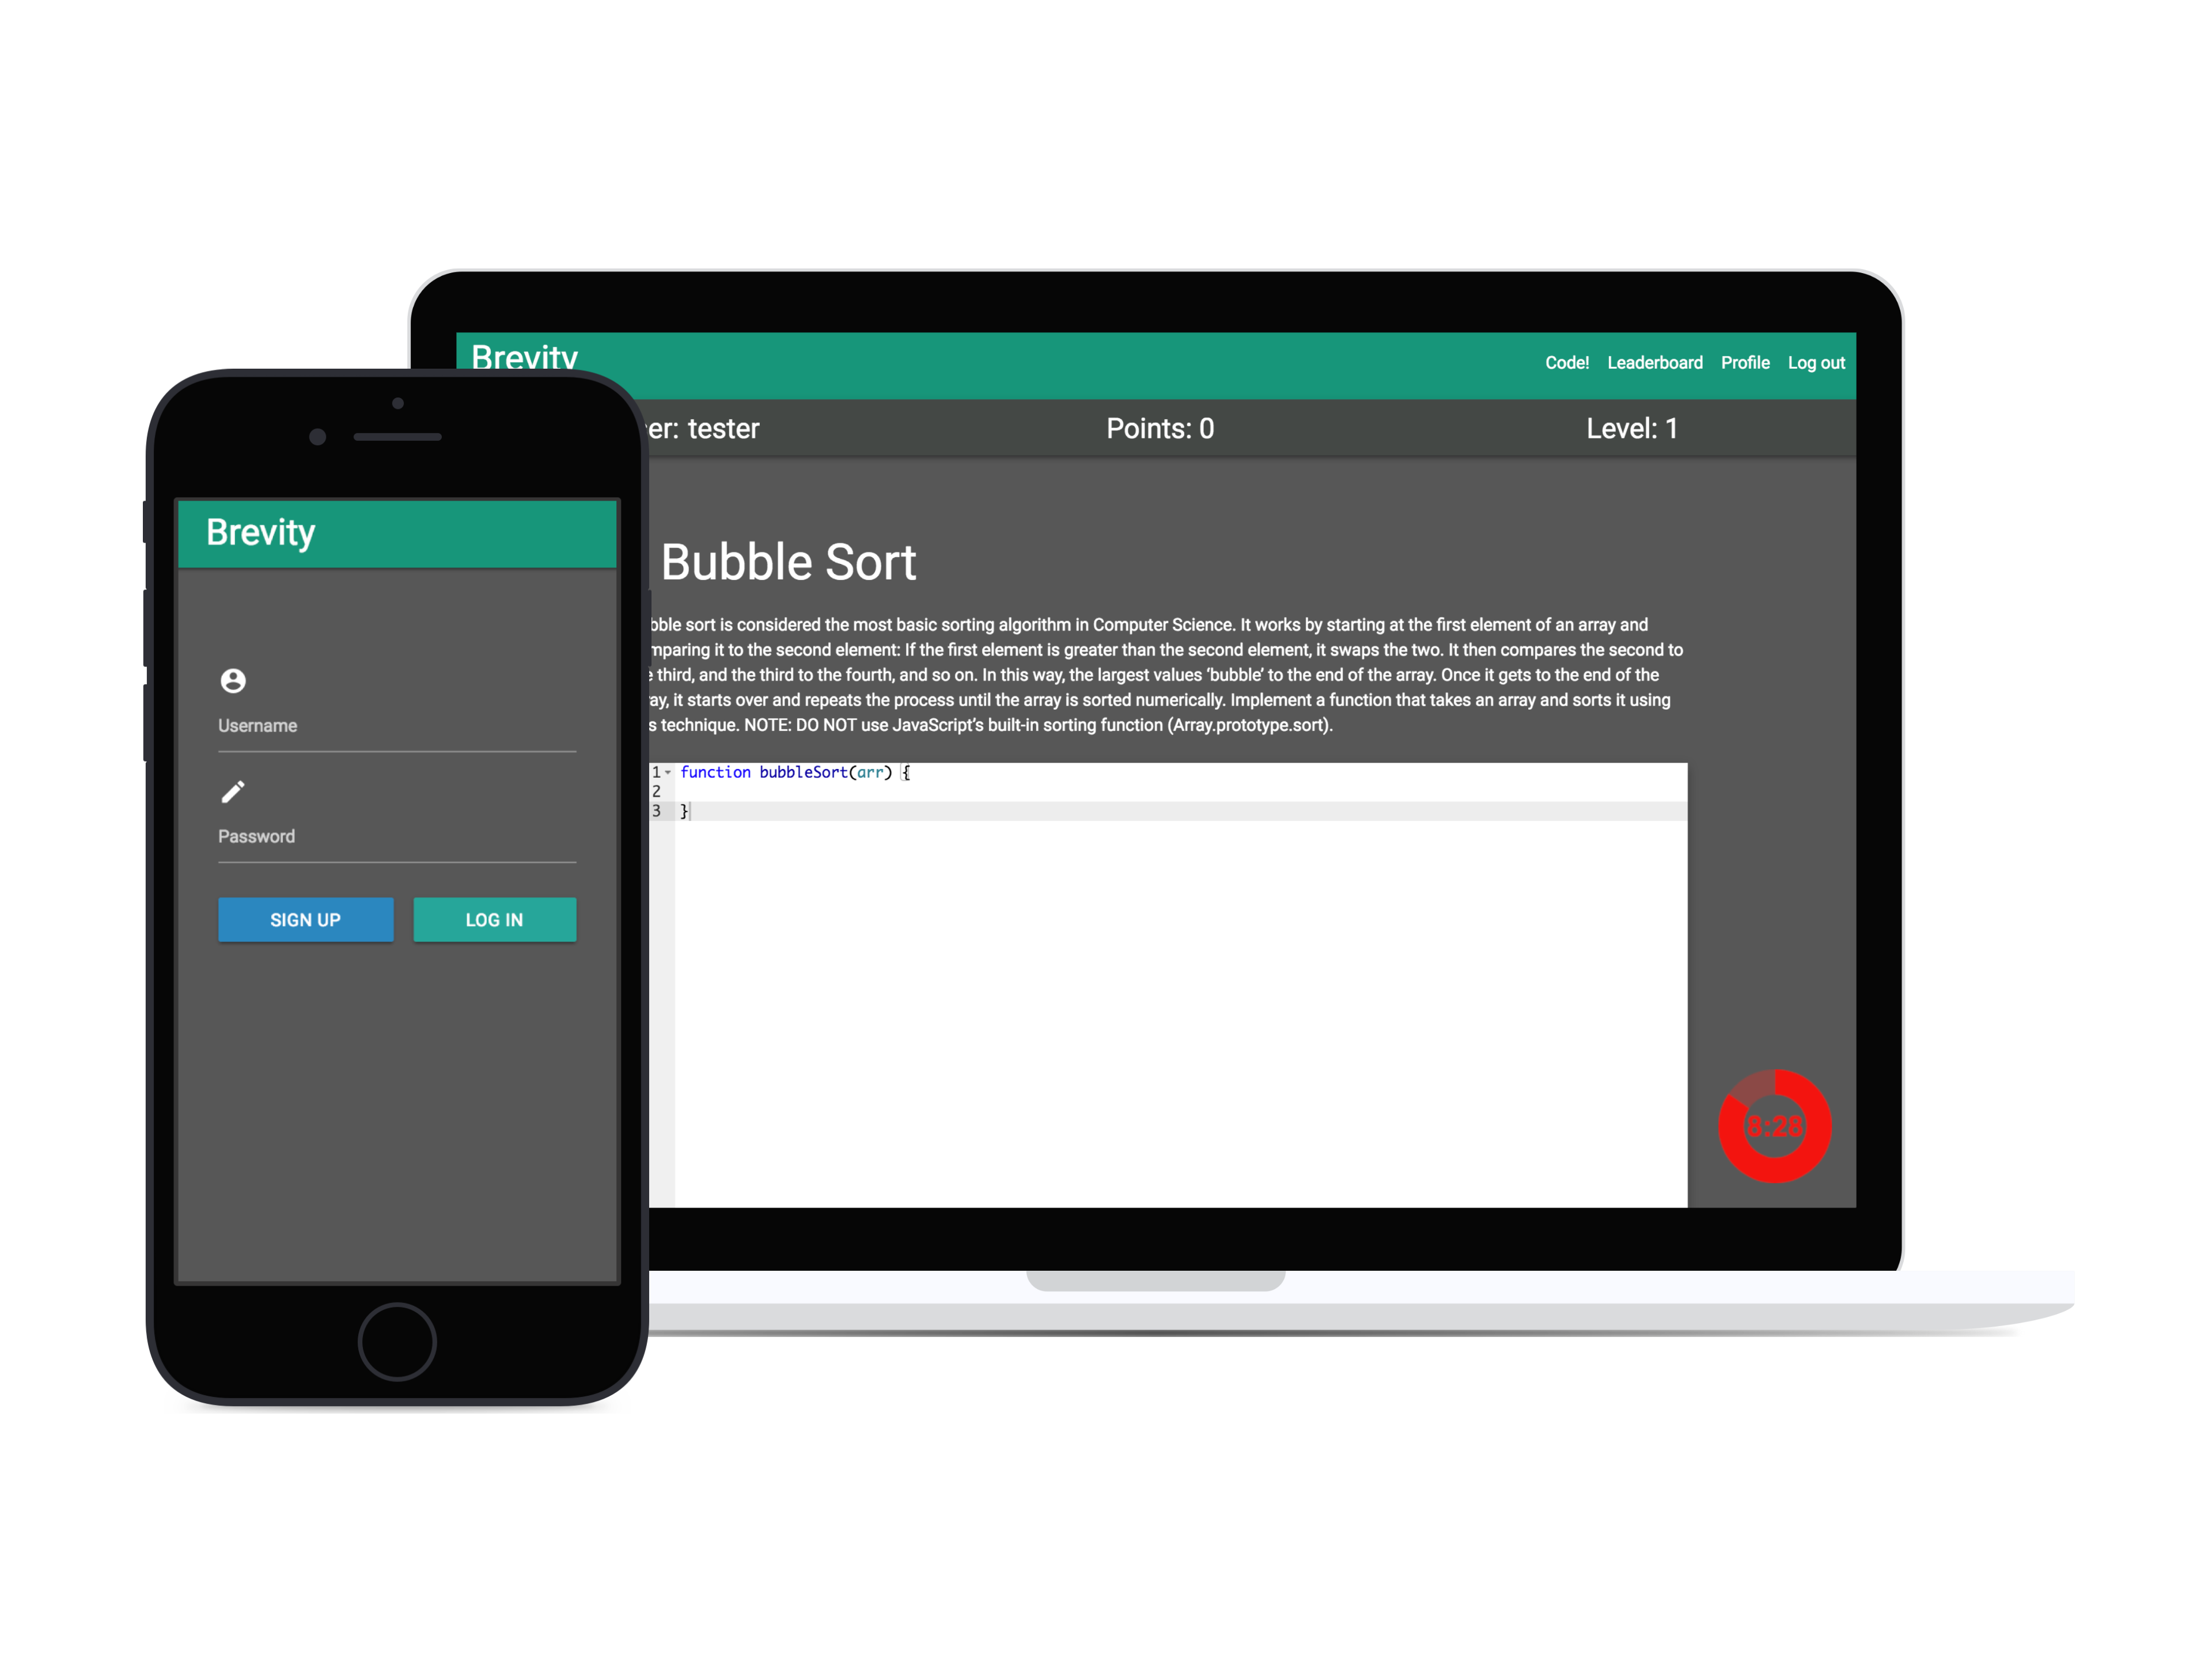 Brevity
Code! Leaderboard Profile Log out
tester Points: 0 Level: 1
Bubble Sort
sort is considered the most basic sorting algorithm in Computer Science. It works by starting at the first element of an array and
it to the second element: If the first element is greater than the second element, it swaps the two. It then compares the second to
third, and the third to the fourth, and so on. In this way, the largest values ‘bubble’ to the end of the array. Once it gets to the end of the
it starts over and repeats the process until the array is sorted numerically. Implement a function that takes an array and sorts it using
technique. NOTE: DO NOT use JavaScript’s built-in sorting function (Array.prototype.sort).
1 function bubbleSort(arr) {
2
3 }
8:28
Brevity
Username
Password
SIGN UP LOG IN